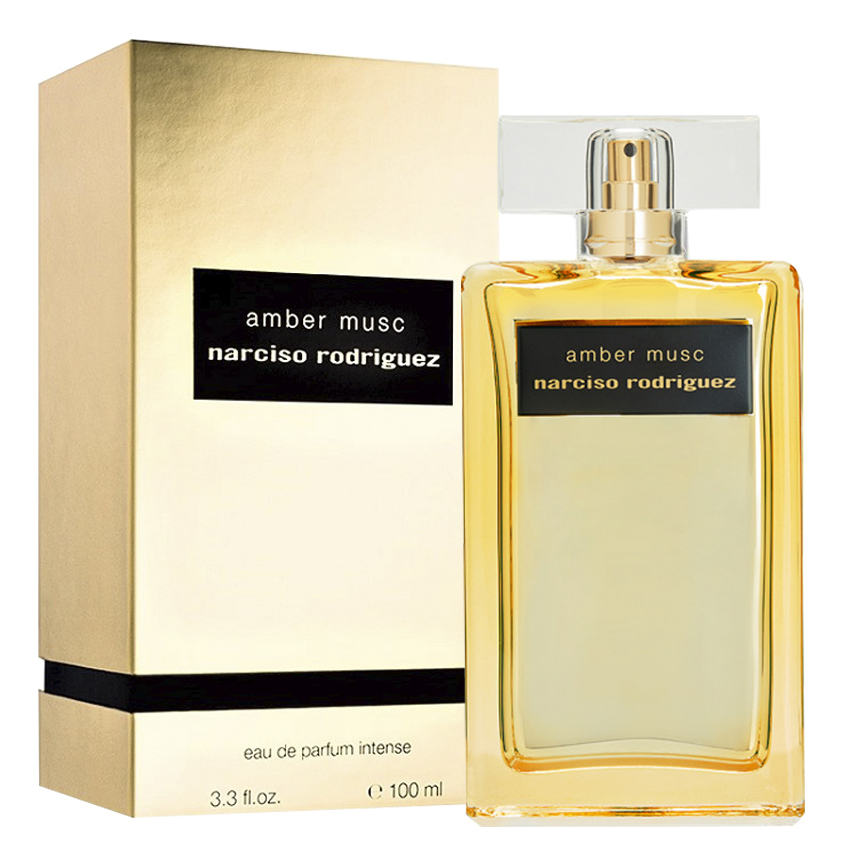 amber musc
narciso rodriguez
eau de parfum intense
3.3 fl.oz. ℮ 100 ml
amber musc
narciso rodriguez